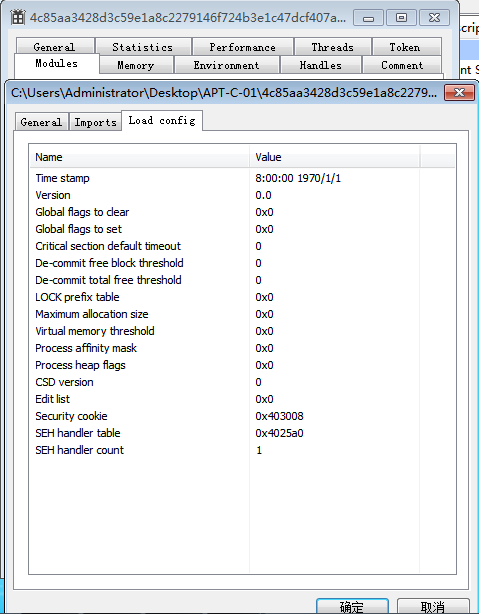 4c85aa3428d3c59e1a8c2279146f724b3e1c47dcf407a...
General Statistics Performance Threads Token
Modules Memory Environment Handles Comment
C:\Users\Administrator\Desktop\APT-C-01\4c85aa3428d3c59e1a8c2279...
General Imports Load config
Name Value
Time stamp 8:00:00 1970/1/1
Version 0.0
Global flags to clear 0x0
Global flags to set 0x0
Critical section default timeout 0
De-commit free block threshold 0
De-commit total free threshold 0
LOCK prefix table 0x0
Maximum allocation size 0x0
Virtual memory threshold 0x0
Process affinity mask 0x0
Process heap flags 0x0
CSD version 0
Edit list 0x0
Security cookie 0x403008
SEH handler table 0x4025a0
SEH handler count 1
确定 取消